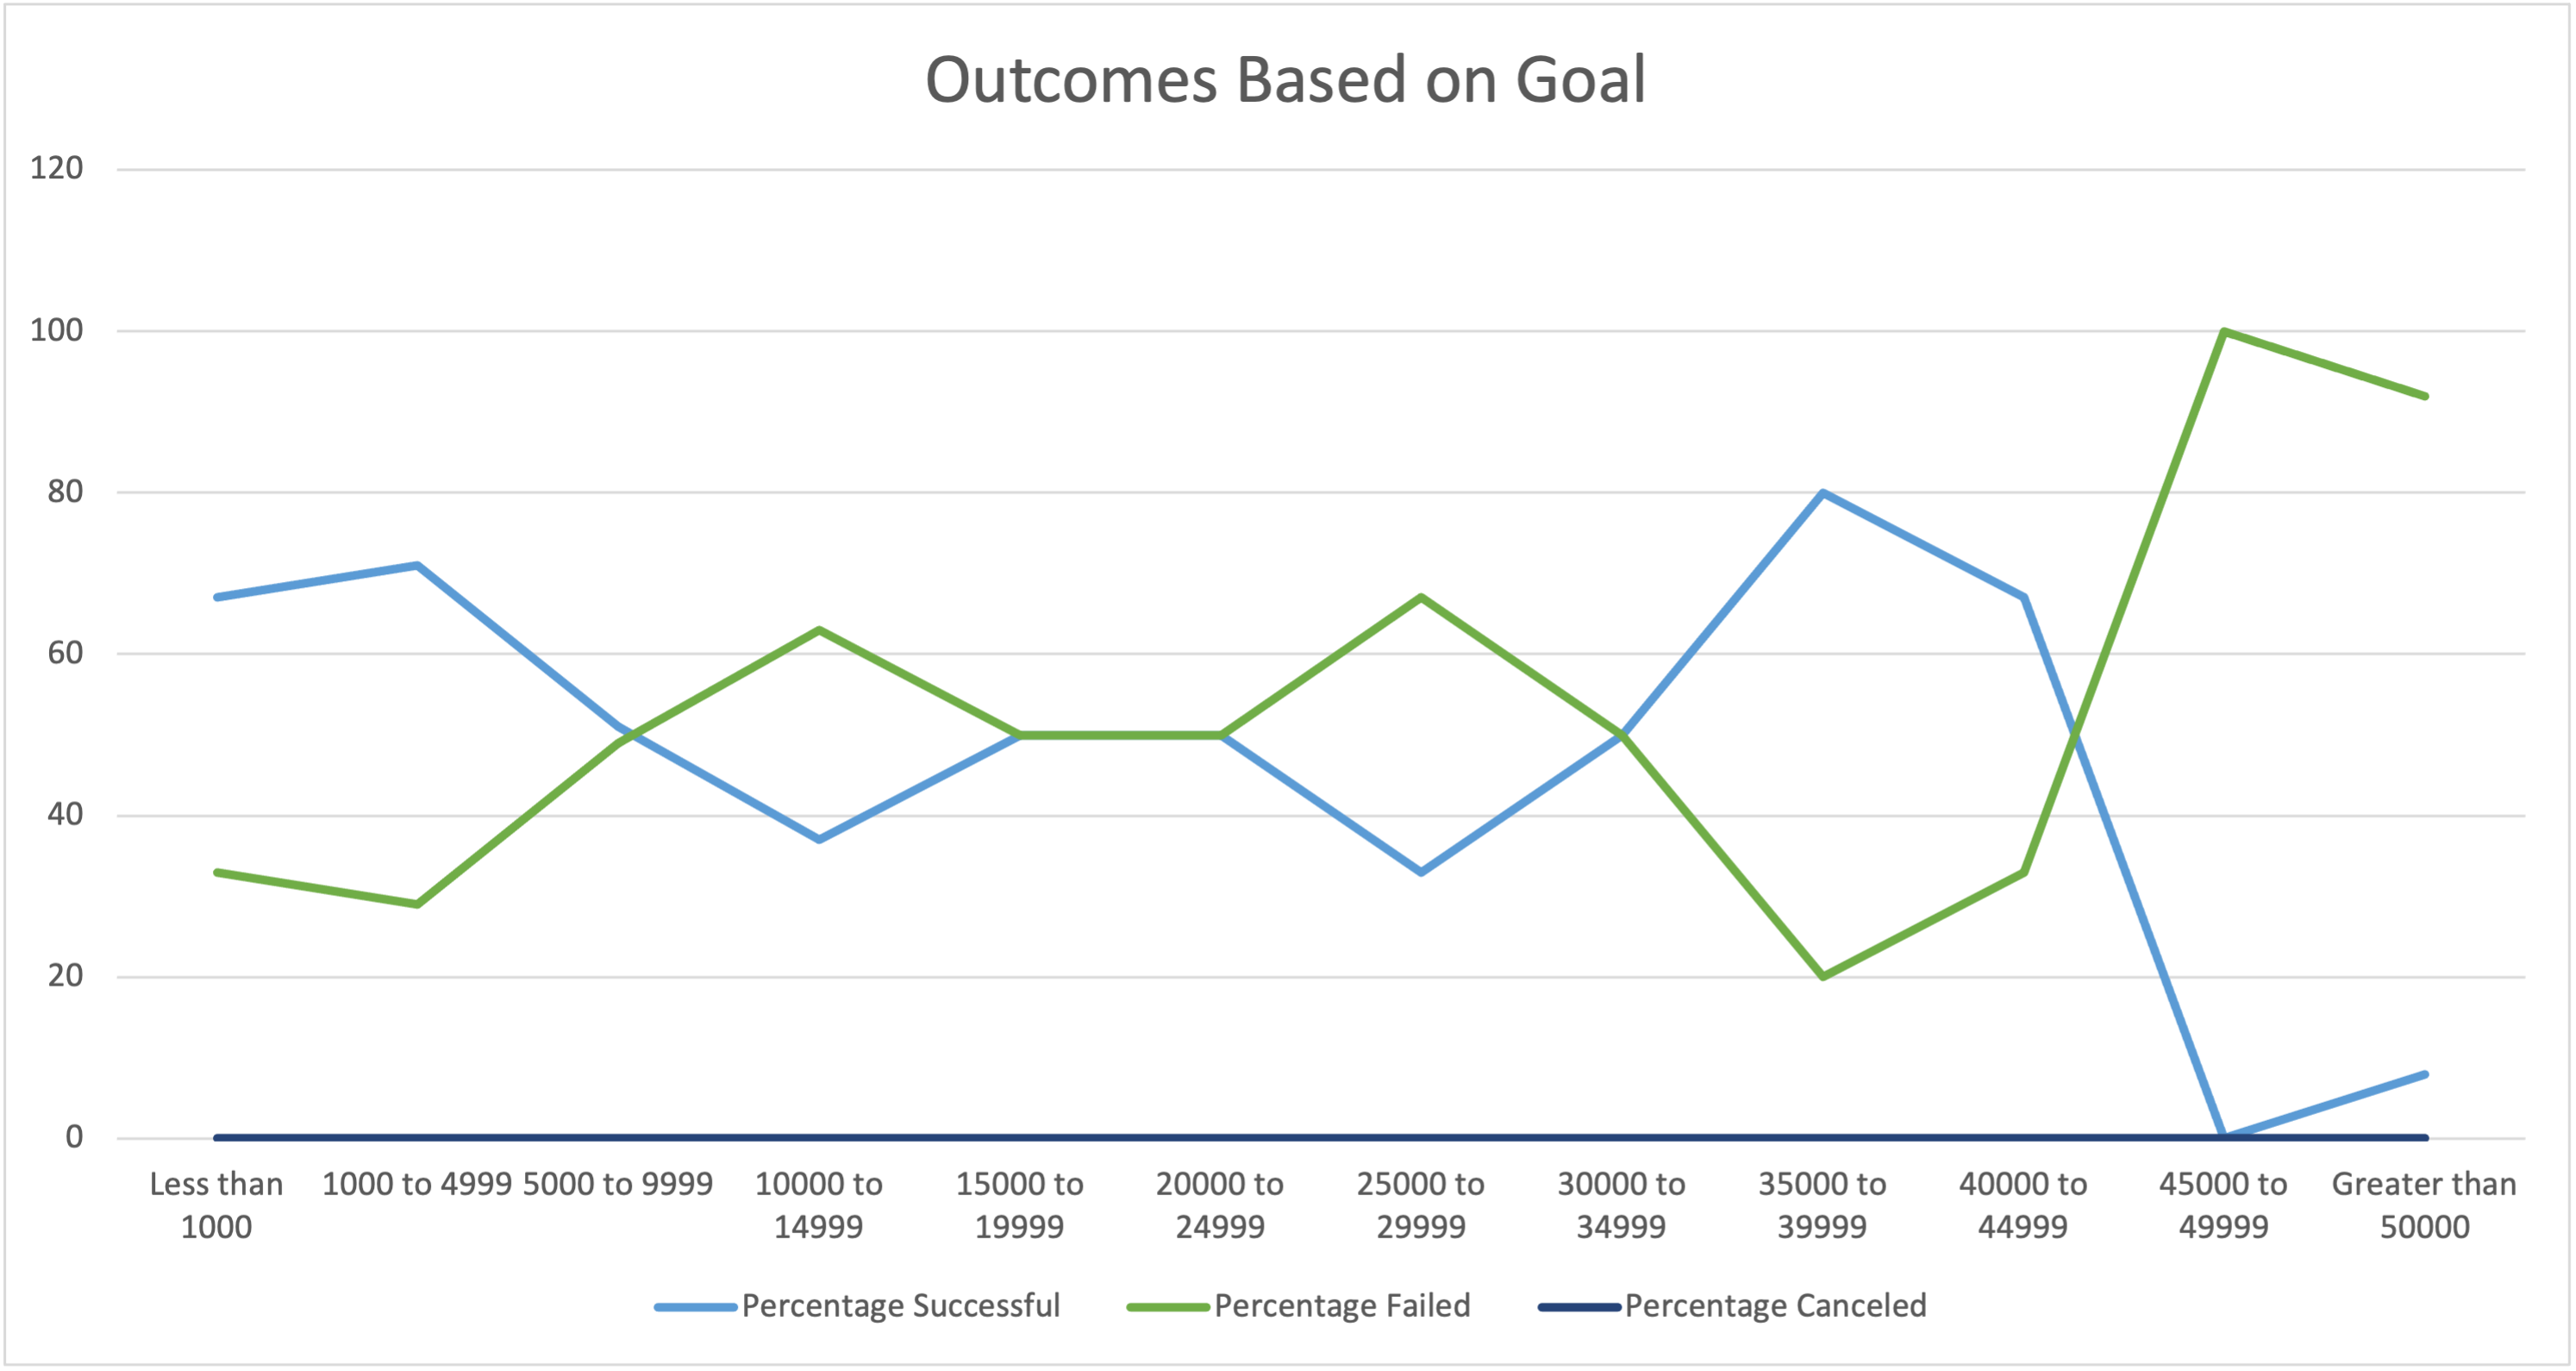 Outcomes Based on Goal
120
100
80
60
40
20
0
Less than
1000
1000 to 4999
5000 to 9999
10000 to
14999
15000 to
19999
20000 to
24999
25000 to
29999
30000 to
34999
35000 to
39999
40000 to
44999
45000 to
49999
Greater than
50000
Percentage Successful
Percentage Failed
Percentage Canceled